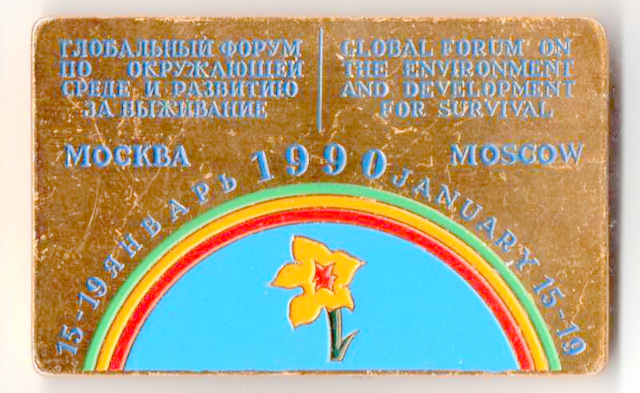 ГЛОБАЛЬНЫЙ ФОРУМ
ПО ОКРУЖАЮЩЕЙ
СРЕДЕ И РАЗВИТИЮ
ЗА ВЫЖИВАНИЕ
GLOBAL FORUM ON
THE ENVIRONMENT
AND DEVELOPMENT
FOR SURVIVAL
МОСКВА
1990
MOSCOW
15-19 ЯНВАРЬ
JANUARY 15-19